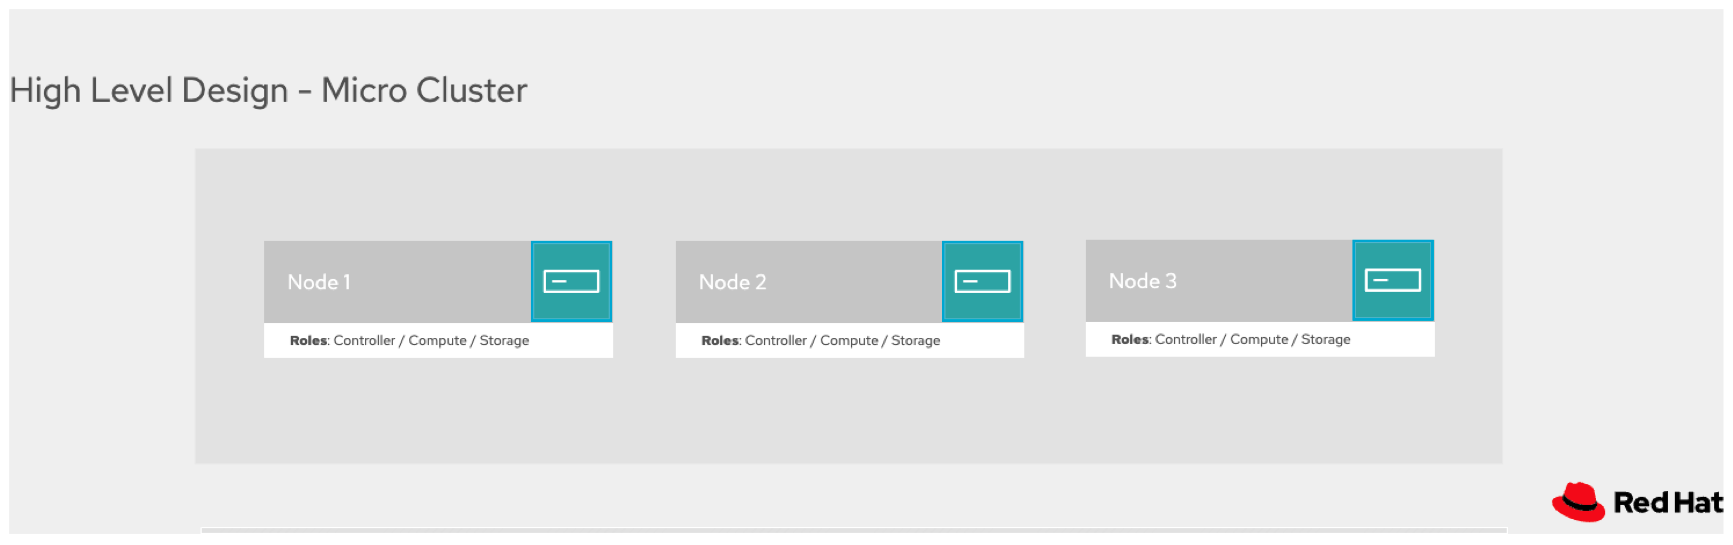 High Level Design - Micro Cluster
Node 1
Roles: Controller / Compute / Storage
Node 2
Roles: Controller / Compute / Storage
Node 3
Roles: Controller / Compute / Storage
Red Hat